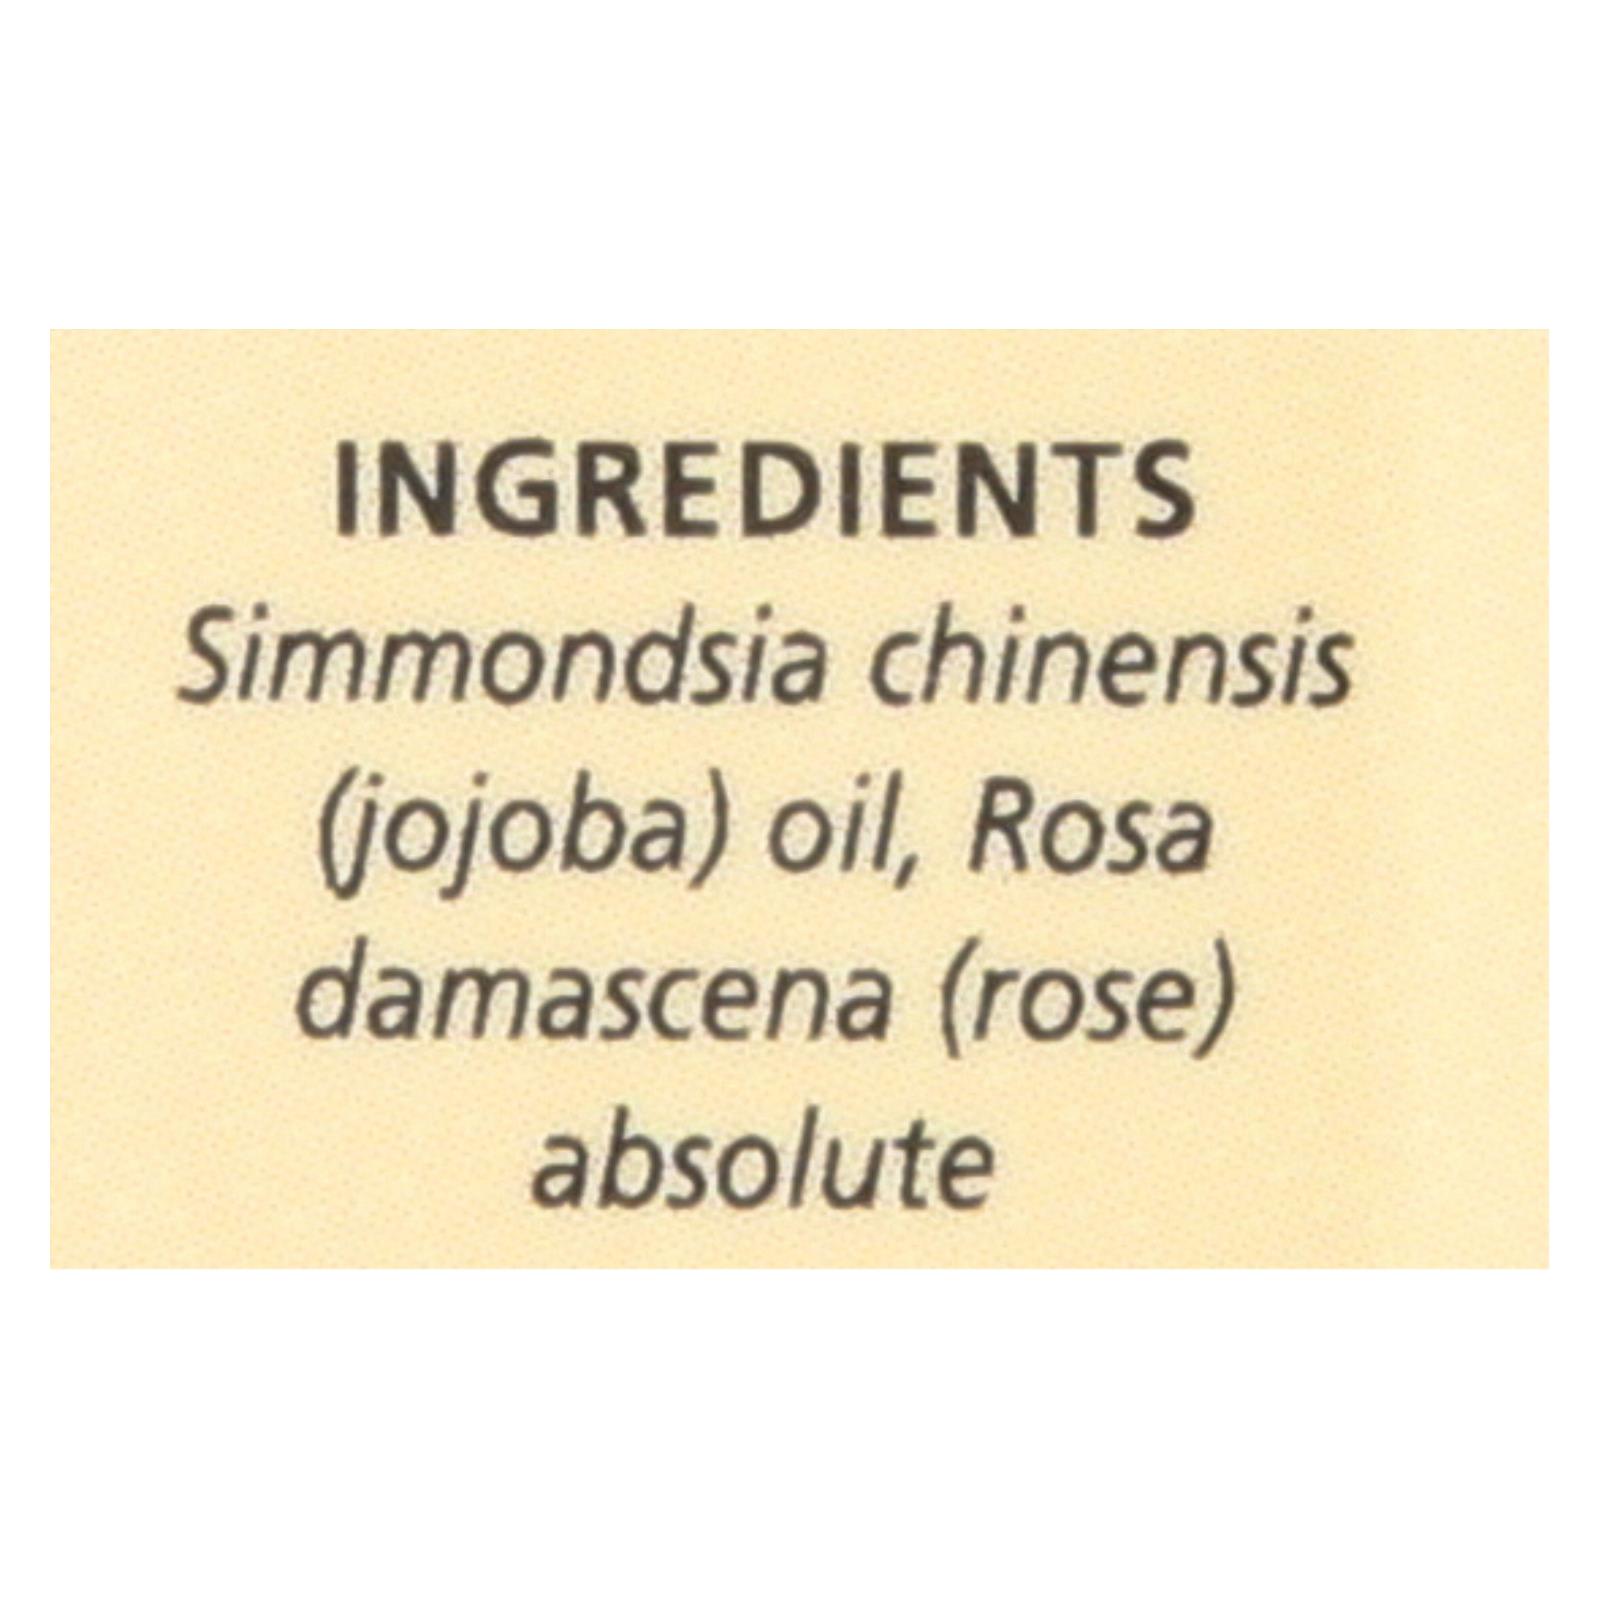 INGREDIENTS
Simmondsia chinensis
(jojoba) oil, Rosa
damascena (rose)
absolute